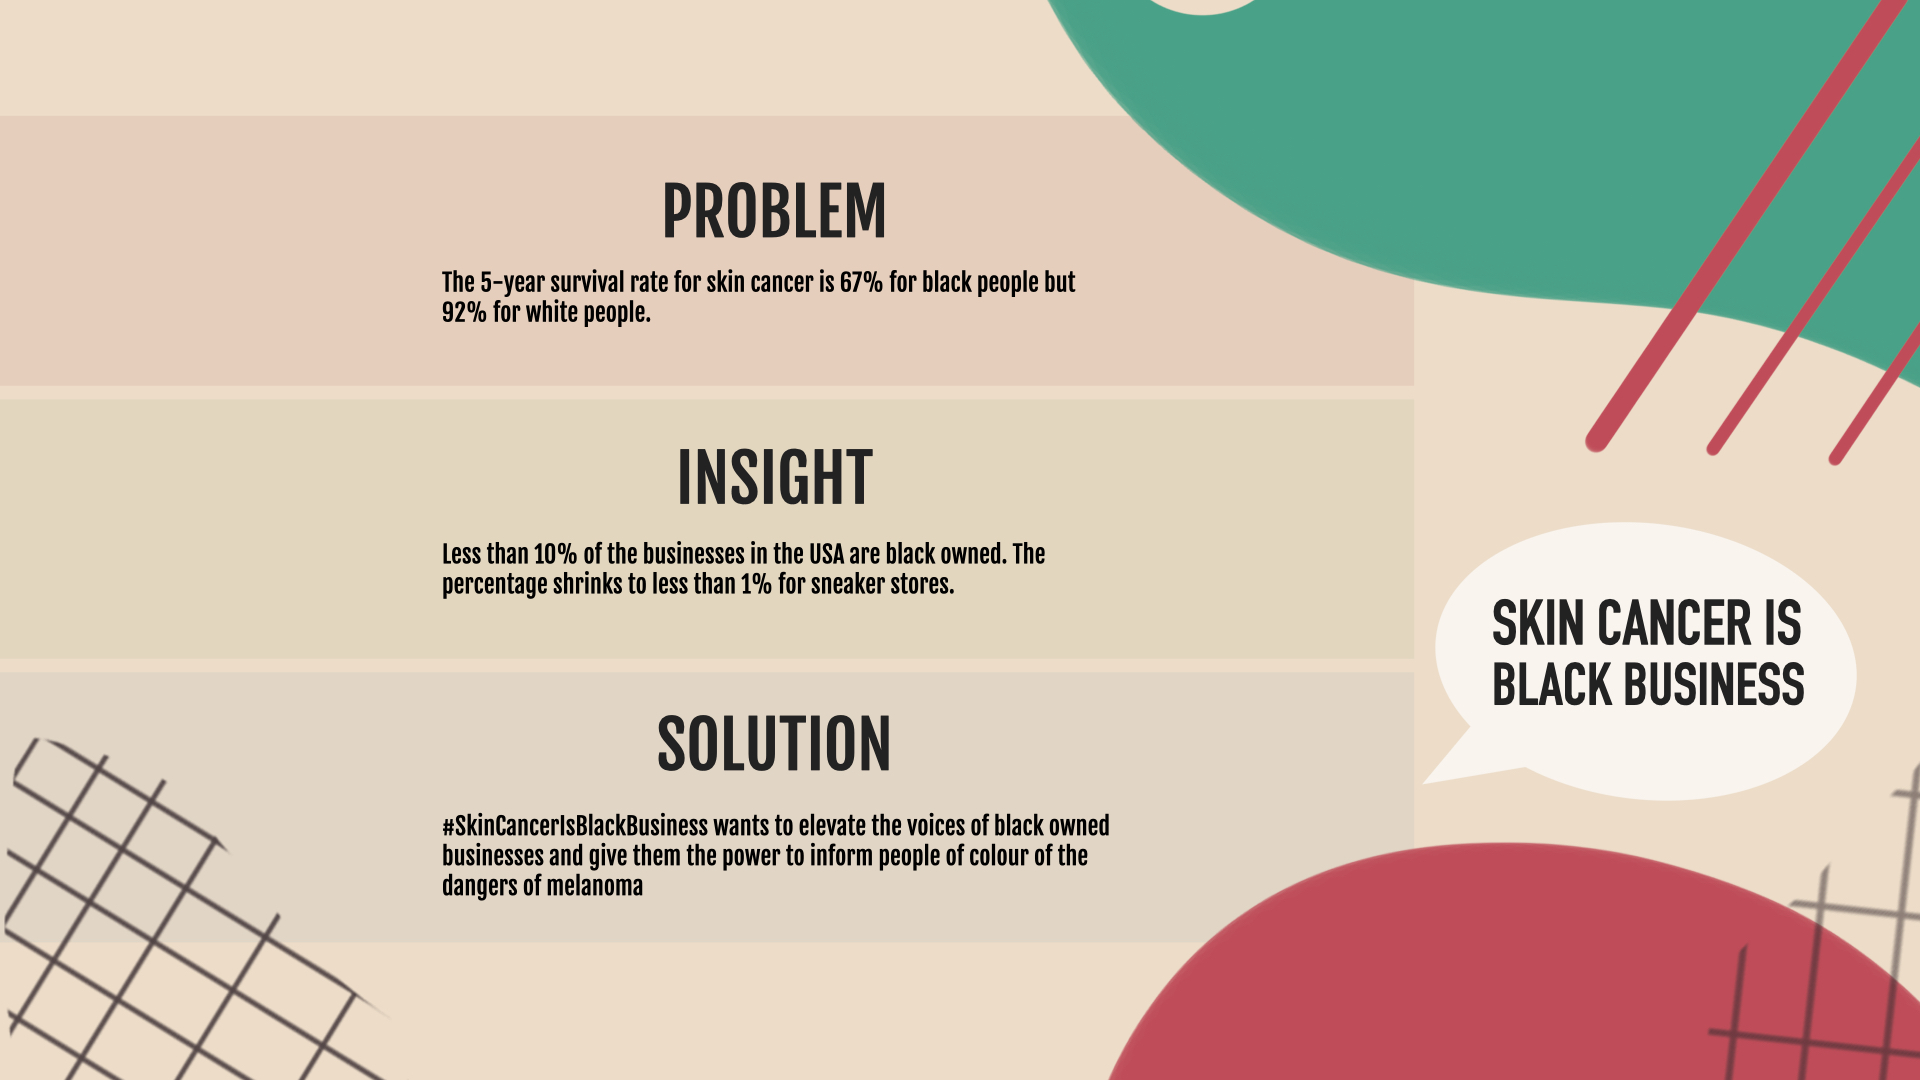 PROBLEM
The 5-year survival rate for skin cancer is 67% for black people but
92% for white people.
INSIGHT
Less than 10% of the businesses in the USA are black owned. The
percentage shrinks to less than 1% for sneaker stores.
SOLUTION
#SkinCancerIsBlackBusiness wants to elevate the voices of black owned
businesses and give them the power to inform people of colour of the
dangers of melanoma
SKIN CANCER IS
BLACK BUSINESS